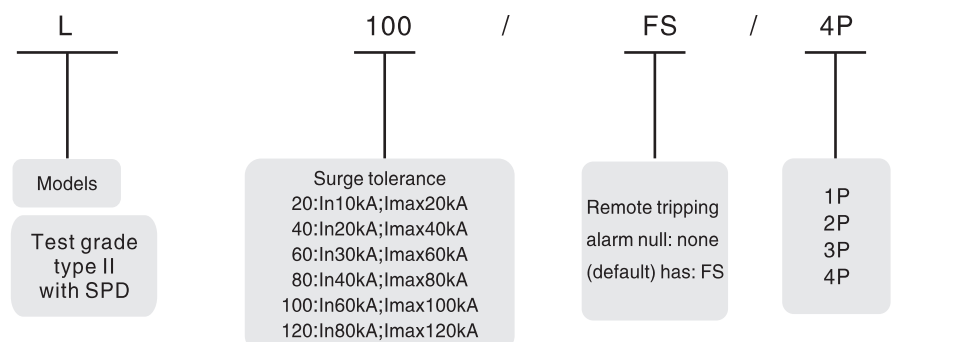 L 100 / FS / 4P
Models
Test grade
type II
with SPD
Surge tolerance
20:In10kA;Imax20kA
40:In20kA;Imax40kA
60:In30kA;Imax60kA
80:In40kA;Imax80kA
100:In60kA;Imax100kA
120:In80kA;Imax120kA
Remote tripping
alarm null: none
(default) has: FS
1P
2P
3P
4P